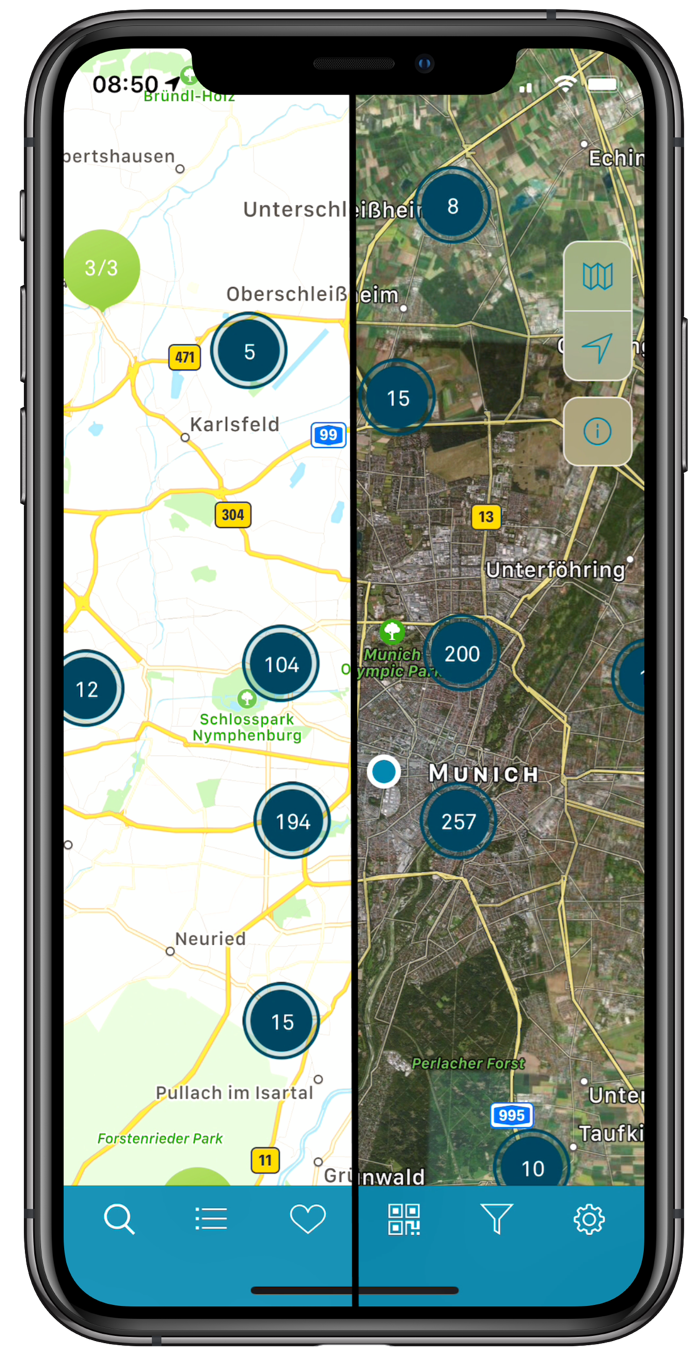 08:50
Bründl-Holz
Echin
bertshausen
8
Unterschleißheim
3/3
Oberschleißheim
5
471
15
Karlsfeld
99
304
13
Unterföhring
Munich
Olympic Park
104
200
12
Schlosspark
Nymphenburg
MUNICH
194
257
Neuried
15
Perlacher Forst
Pullach im Isartal
Unter
995
Forstenrieder Park
Taufki
11
10
Grünwald